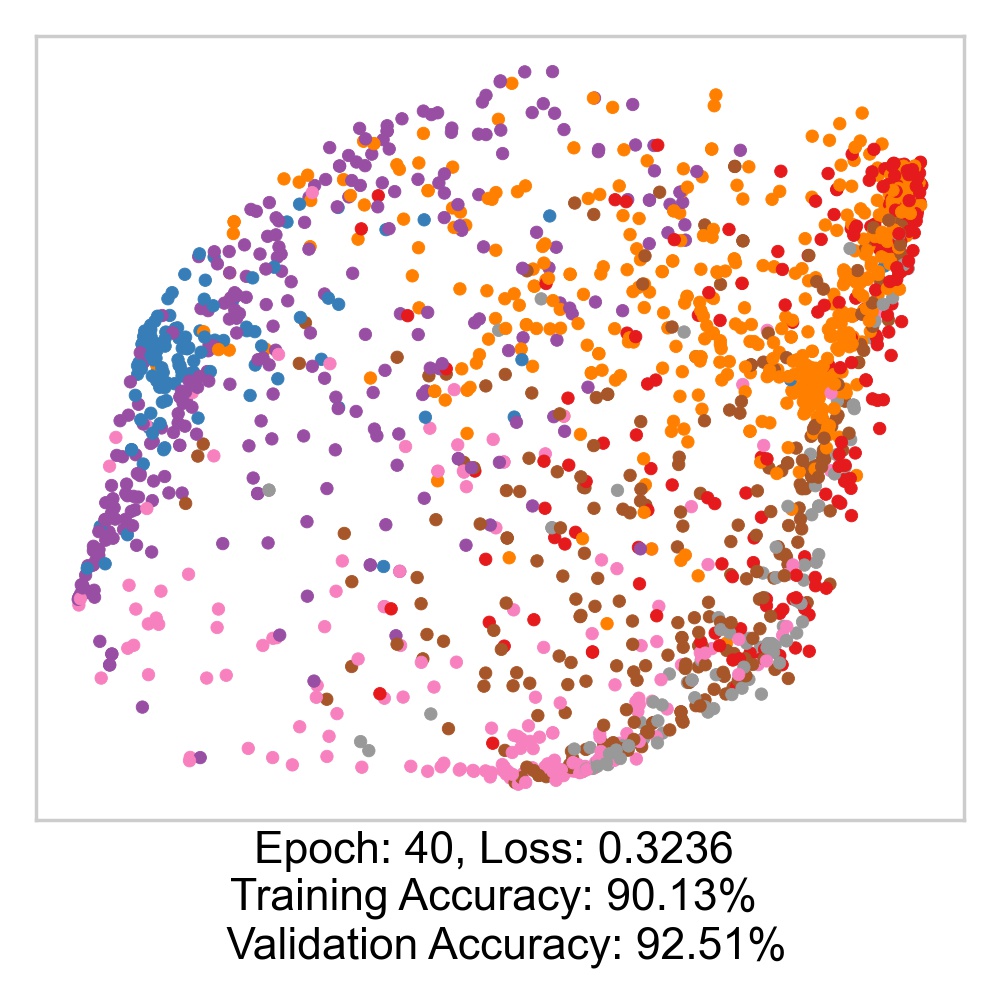 Epoch: 40, Loss: 0.3236
Training Accuracy: 90.13%
Validation Accuracy: 92.51%